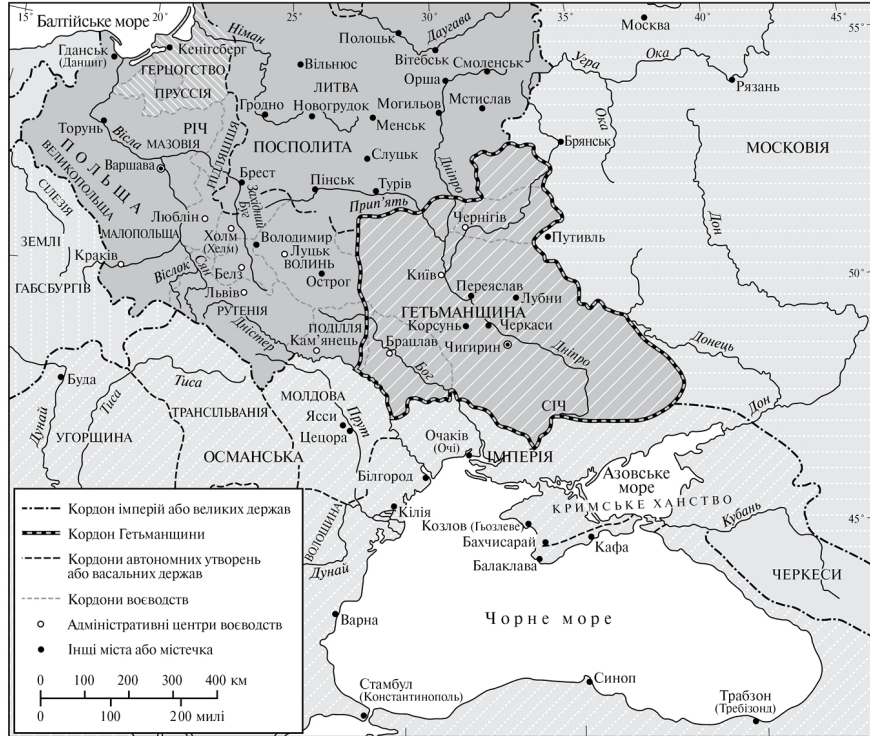 15°
20°
25°
30°
35°
40°
45°
55°
Балтійське море
Німан
Полоцьк
Даугава
Москва
Гданськ
(Данциг)
Кенігсберг
Вітебськ
Смоленськ
Вільнюс
Орша
Угра
Ока
ГЕРЦОГСТВО
ПРУССІЯ
ЛИТВА
Рязань
Гродно
Новогрудок
Могильов
Мстислав
Торунь
Вісла
РІЧ
Менськ
Ока
МАЗОВІЯ
ПОСПОЛИТА
Брянськ
МОСКОВІЯ
ПІДЛЯШШЯ
ПОЛЬЩА
ВЕЛИКОПОЛЬЩА
Варшава
Слуцьк
Дніпро
Брест
Пінськ
Турів
СІЛЕЗІЯ
Західний
Буг
Прип'ять
Люблін
Чернігів
Дон
МАЛОПОЛЬЩА
Холм
(Хелм)
Володимир
Путивль
ЗЕМЛІ
Луцьк
Краків
ВОЛИНЬ
50°
Віслок
Сян
Белз
Острог
Київ
ГАБСБУРГІВ
Переяслав
Львів
Лубни
РУТЕНІЯ
ГЕТЬМАНЩИНА
Дністер
ПОДІЛЛЯ
Корсунь
Черкаси
Кам'янець
Брацлав
Чигирин
Дніпро
Донець
Буда
Тиса
Бог
Тиса
МОЛДОВА
Дон
Дунай
ТРАНСІЛЬВАНІЯ
Ясси
Прут
СІЧ
УГОРЩИНА
Цецора
Очаків
(Очі)
ОСМАНСЬКА
ІМПЕРІЯ
Білгород
Азовське
море
КРИМСЬКЕ ХАНСТВО
Кілія
Кубань
45°
ВОЛОЩИНА
Козлов (Гьозлеве)
Бахчисарай
Кафа
Дунай
Балаклава
ЧЕРКЕСИ
Варна
Чорне море
Стамбул
(Константинополь)
Синоп
Трабзон
(Требізонд)
Кордон імперій або великих держав
Кордон Гетьманщини
Кордони автономних утворень
або васальних держав
Кордони воєводств
Адміністративні центри воєводств
Інші міста або містечка
0 100 200 300 400 км
0 100 200 милі